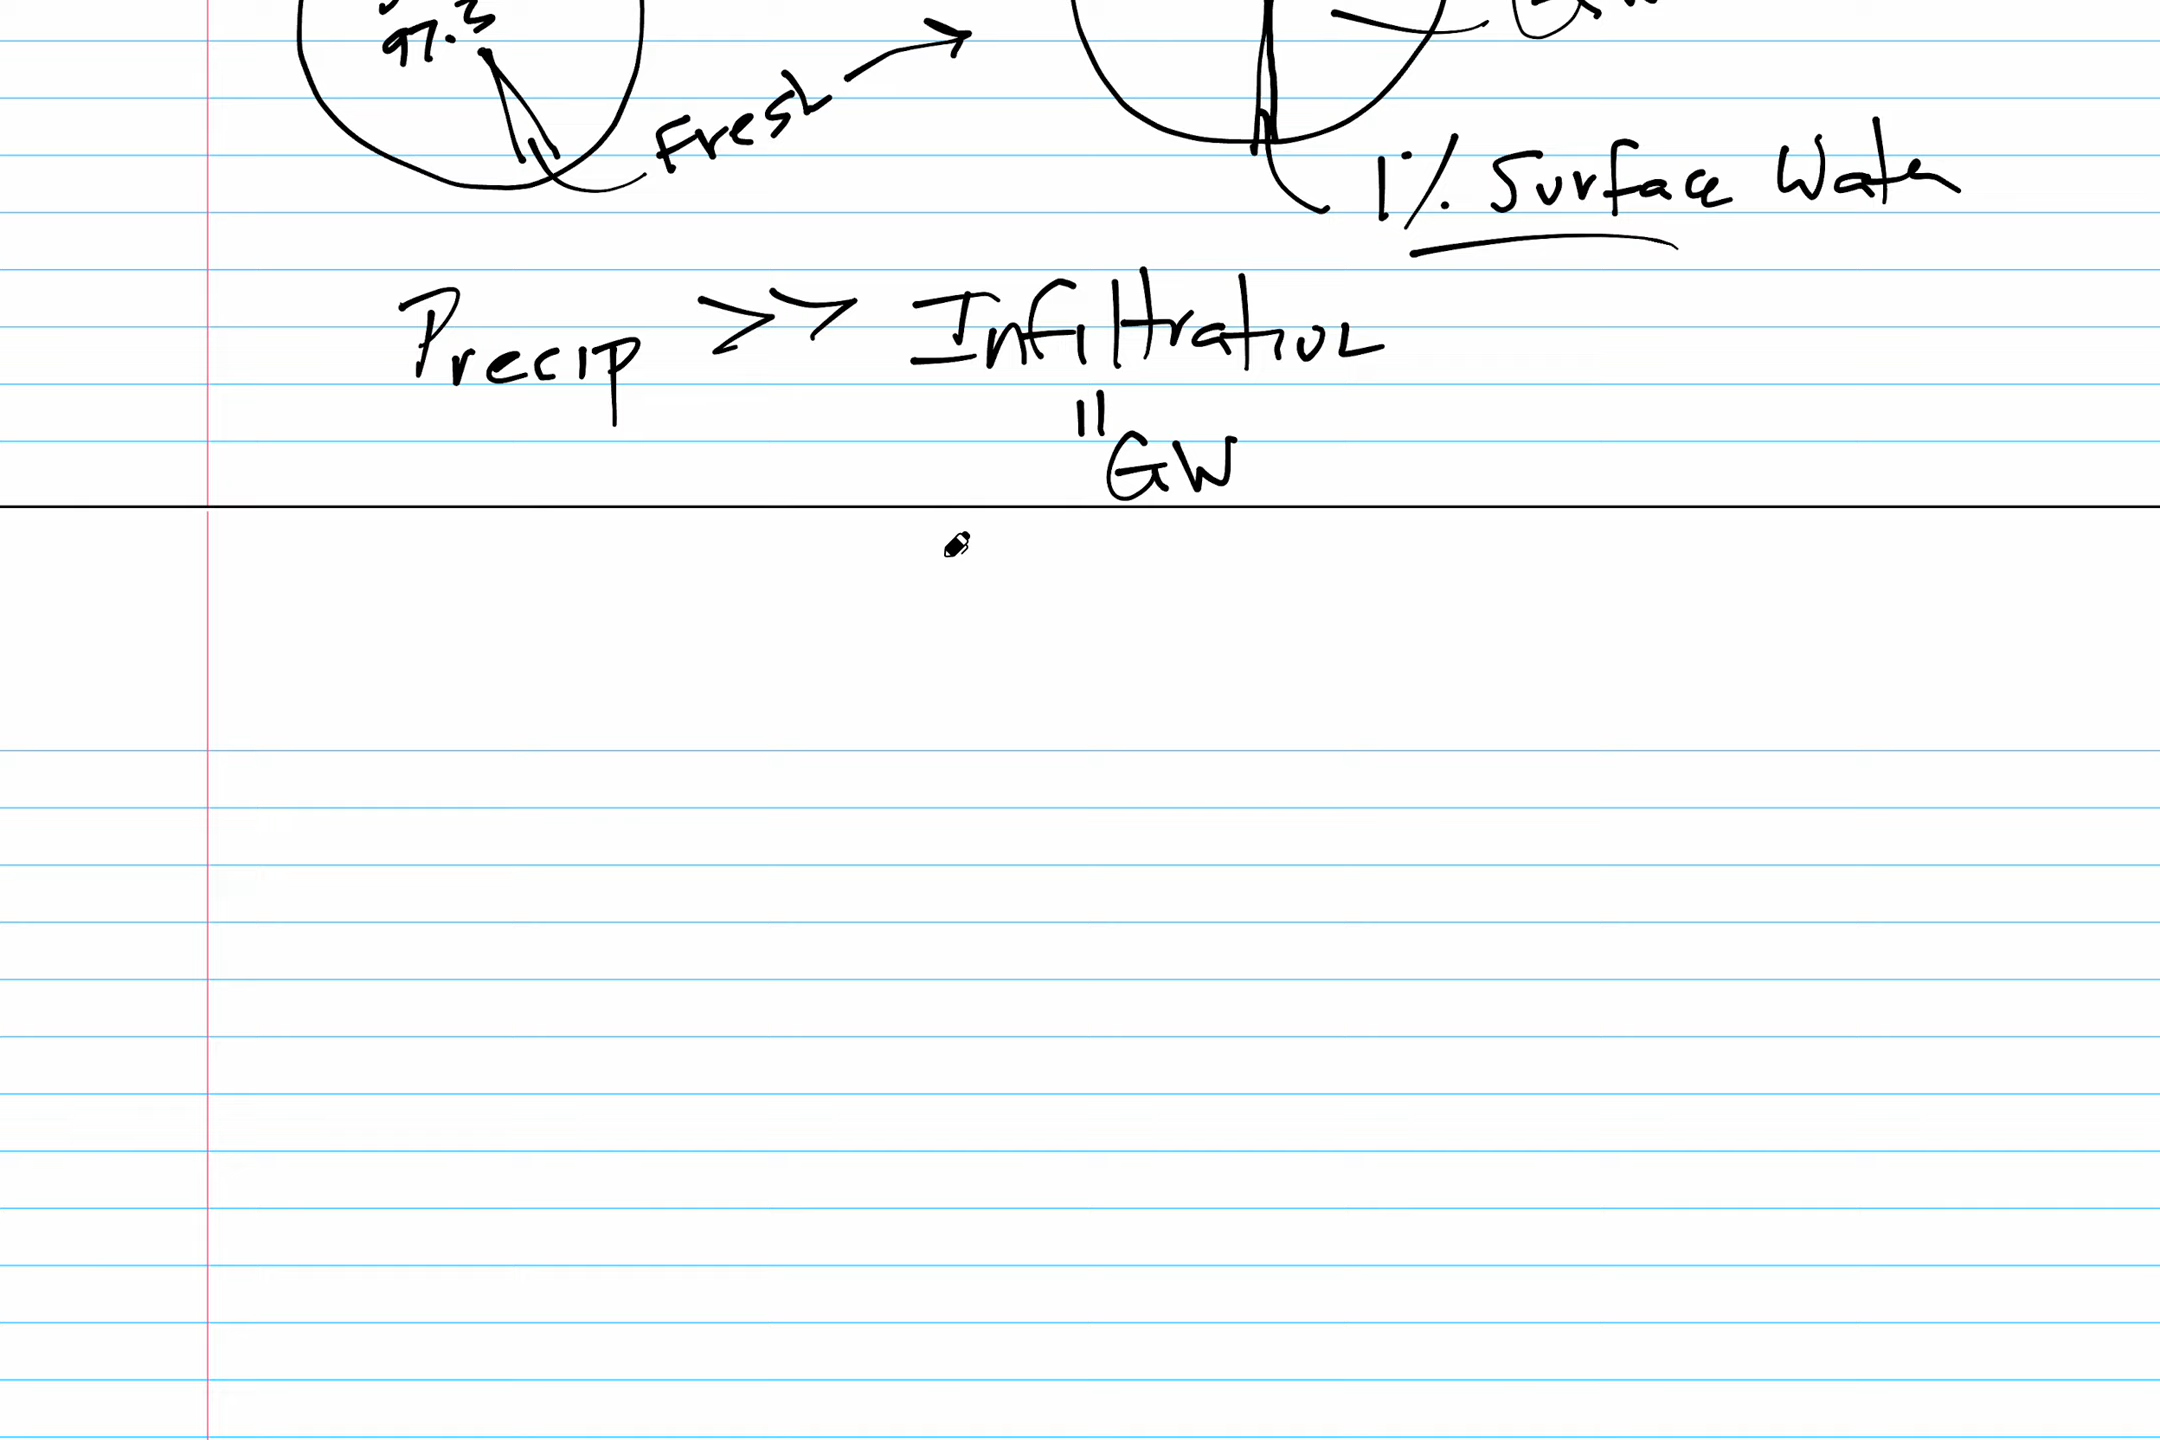 97.3
Fresh
1% Surface Water
Precip >> Infiltration
"GW